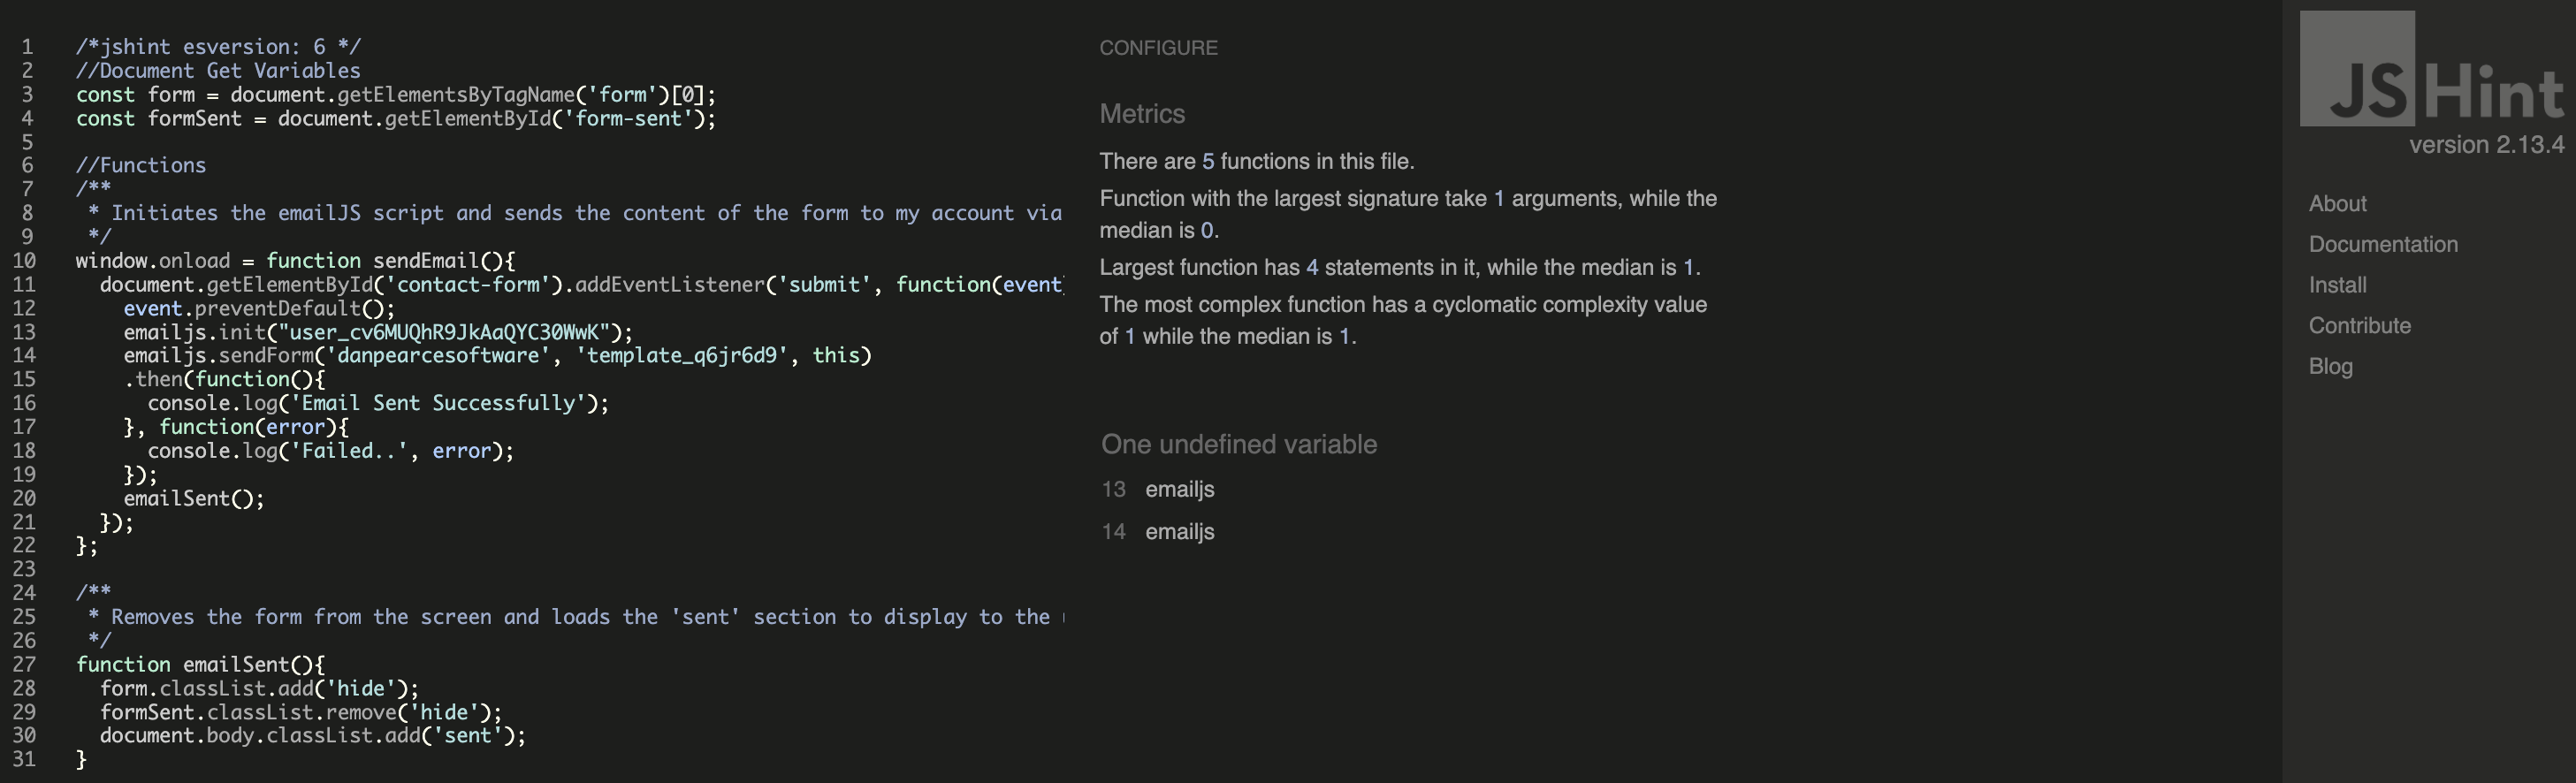 1 /*jshint esversion: 6 */
2 //Document Get Variables
3 const form = document.getElementsByTagName('form')[0];
4 const formSent = document.getElementById('form-sent');
5
6 //Functions
7 /**
8 * Initiates the emailJS script and sends the content of the form to my account via
9 */
10 window.onload = function sendEmail(){
11 document.getElementById('contact-form').addEventListener('submit', function(event)
12 event.preventDefault();
13 emailjs.init("user_cv6MUQhR9JkAaQYC30WwK");
14 emailjs.sendForm('danpearcesoftware', 'template_q6jr6d9', this)
15 .then(function(){
16 console.log('Email Sent Successfully');
17 }, function(error){
18 console.log('Failed..', error);
19 });
20 emailSent();
21 });
22 };
23
24 /**
25 * Removes the form from the screen and loads the 'sent' section to display to the
26 */
27 function emailSent(){
28 form.classList.add('hide');
29 formSent.classList.remove('hide');
30 document.body.classList.add('sent');
31 }
CONFIGURE
Metrics
There are 5 functions in this file.
Function with the largest signature take 1 arguments, while the
median is 0.
Largest function has 4 statements in it, while the median is 1.
The most complex function has a cyclomatic complexity value
of 1 while the median is 1.
One undefined variable
13 emailjs
14 emailjs
JSHint
version 2.13.4
About
Documentation
Install
Contribute
Blog